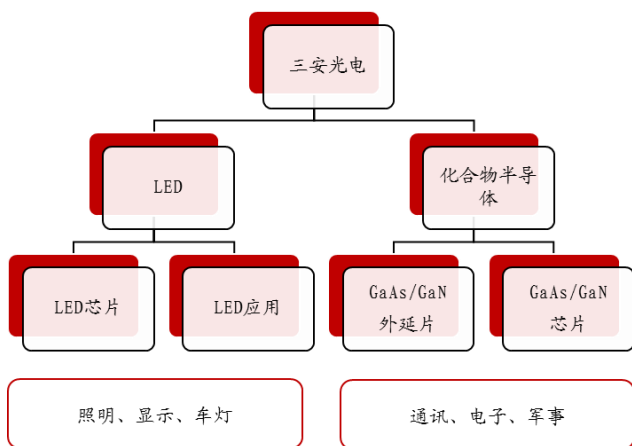 三安光电
LED
化合物半导
体
LED芯片
LED应用
GaAs/GaN
外延片
GaAs/GaN
芯片
照明、显示、车灯
通讯、电子、军事